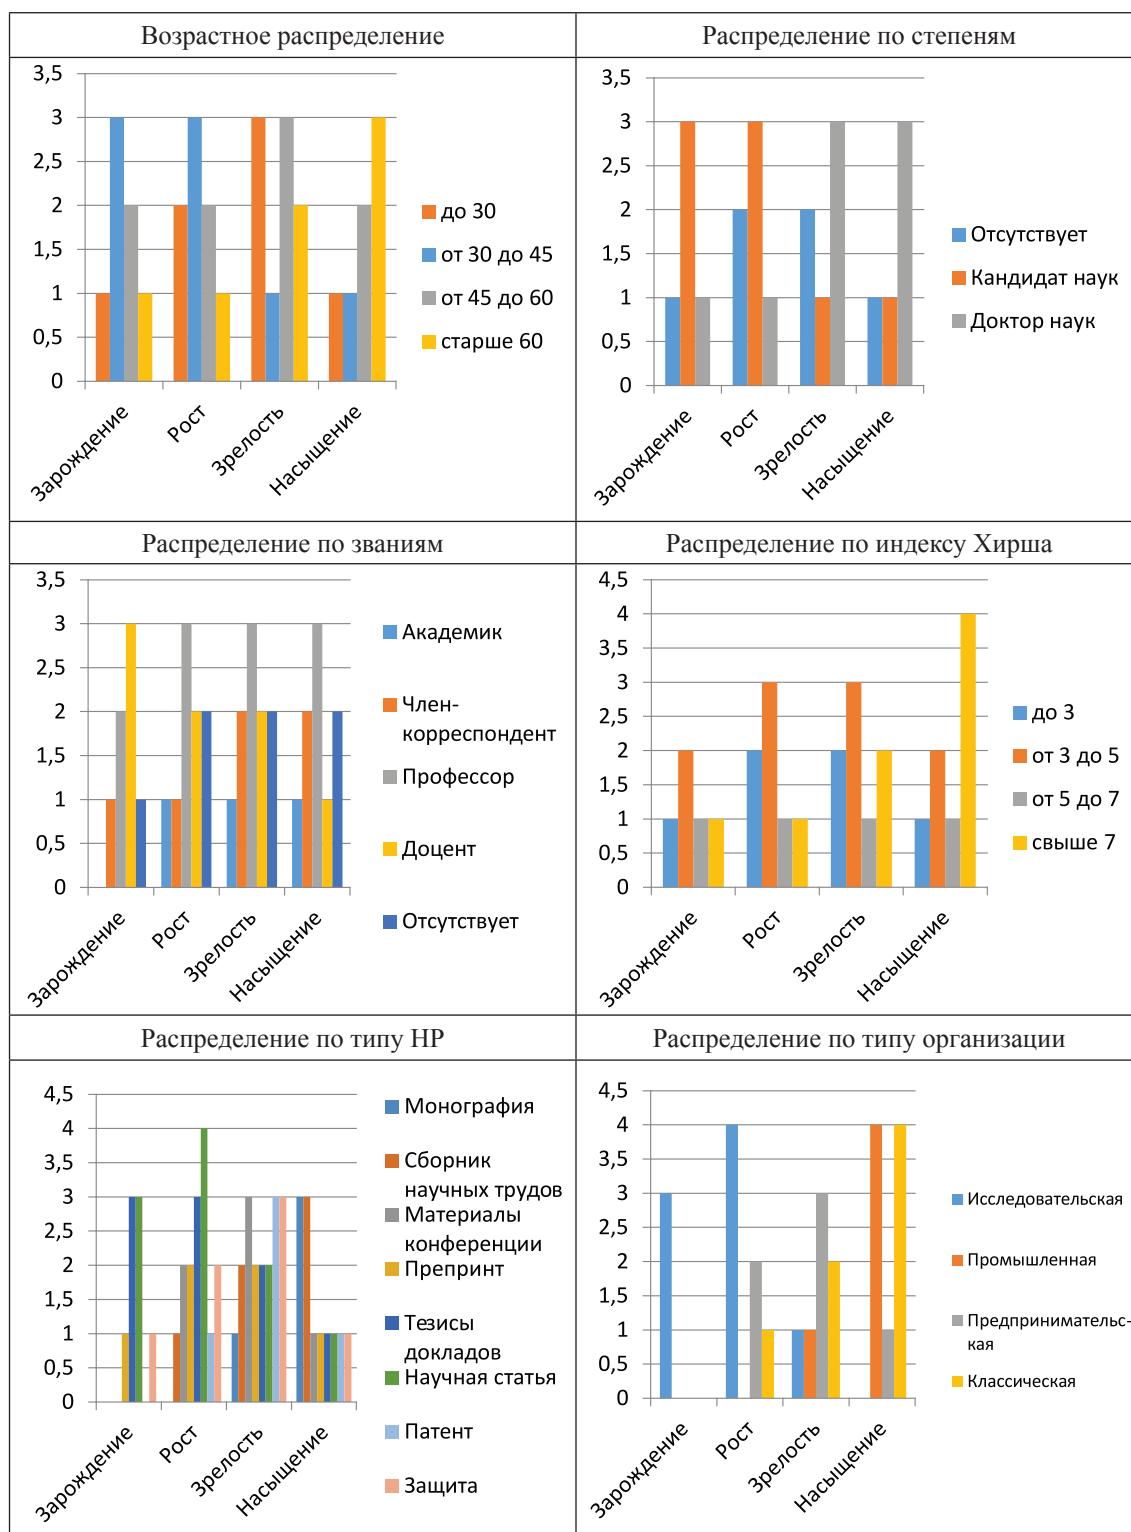 Возрастное распределение
3,5
3
2,5
2
1,5
1
0,5
0
Зарождение
Рост
Зрелость
Насыщение
до 30
от 30 до 45
от 45 до 60
старше 60
Распределение по степеням
3,5
3
2,5
2
1,5
1
0,5
0
Зарождение
Рост
Зрелость
Насыщение
Отсутствует
Кандидат наук
Доктор наук
Распределение по званиям
3,5
3
2,5
2
1,5
1
0,5
0
Зарождение
Рост
Зрелость
Насыщение
Академик
Член-
корреспондент
Профессор
Доцент
Отсутствует
Распределение по индексу Хирша
4,5
4
3,5
3
2,5
2
1,5
1
0,5
0
Зарождение
Рост
Зрелость
Насыщение
до 3
от 3 до 5
от 5 до 7
свыше 7
Распределение по типу НР
4,5
4
3,5
3
2,5
2
1,5
1
0,5
0
Зарождение
Рост
Зрелость
Насыщение
Монография
Сборник
научных трудов
Материалы
конференции
Препринт
Тезисы
докладов
Научная статья
Патент
Защита
Распределение по типу организации
4,5
4
3,5
3
2,5
2
1,5
1
0,5
0
Зарождение
Рост
Зрелость
Насыщение
Исследовательская
Промышленная
Предпринимательс-
кая
Классическая